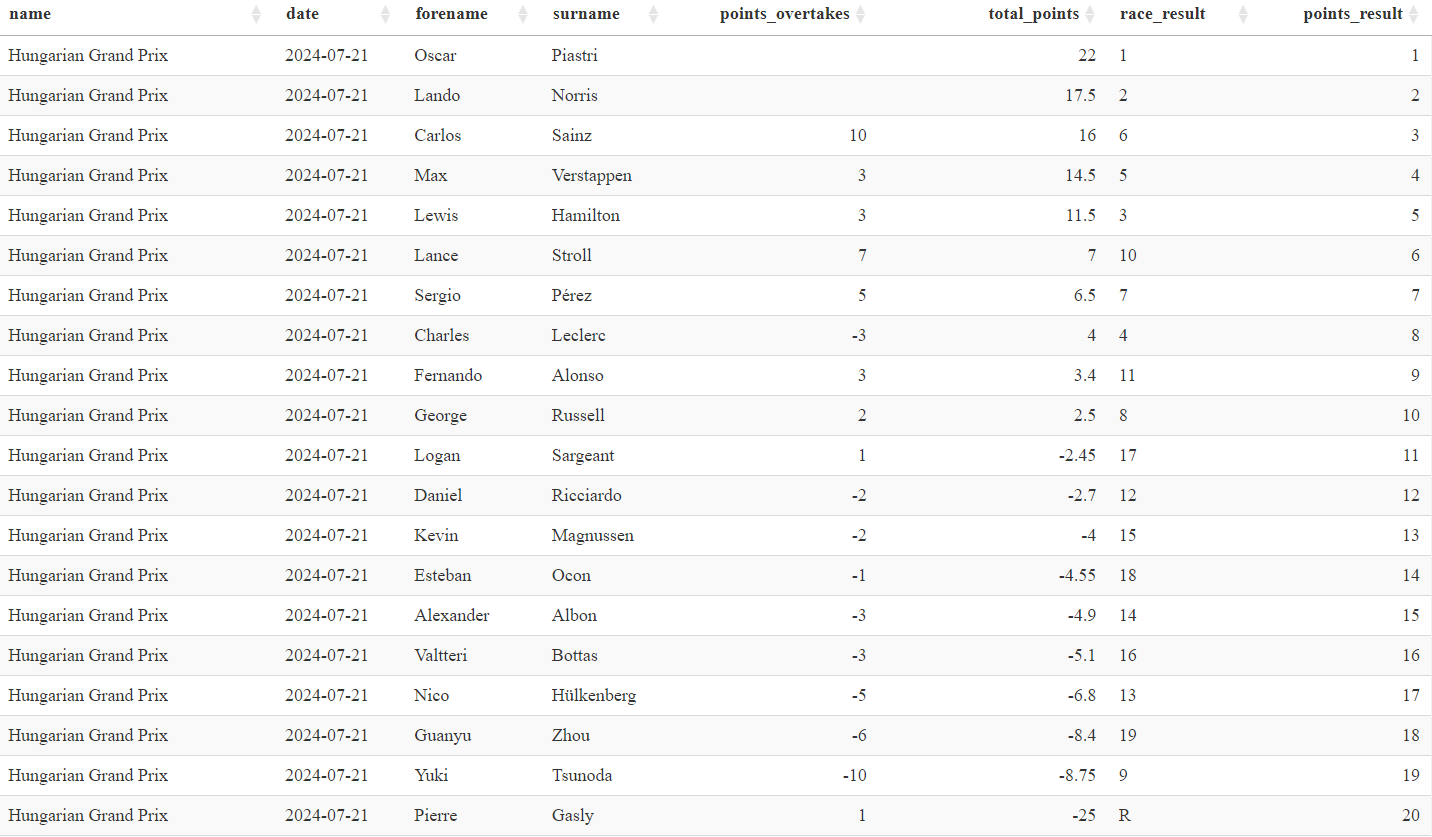 name date forename surname points_overtakes total_points race_result points_result
Hungarian Grand Prix 2024-07-21 Oscar Piastri 22 1 1
Hungarian Grand Prix 2024-07-21 Lando Norris 17.5 2 2
Hungarian Grand Prix 2024-07-21 Carlos Sainz 10 16 6 3
Hungarian Grand Prix 2024-07-21 Max Verstappen 3 14.5 5 4
Hungarian Grand Prix 2024-07-21 Lewis Hamilton 3 11.5 3 5
Hungarian Grand Prix 2024-07-21 Lance Stroll 7 7 10 6
Hungarian Grand Prix 2024-07-21 Sergio Pérez 5 6.5 7 7
Hungarian Grand Prix 2024-07-21 Charles Leclerc -3 4 4 8
Hungarian Grand Prix 2024-07-21 Fernando Alonso 3 3.4 11 9
Hungarian Grand Prix 2024-07-21 George Russell 2 2.5 8 10
Hungarian Grand Prix 2024-07-21 Logan Sargeant 1 -2.45 17 11
Hungarian Grand Prix 2024-07-21 Daniel Ricciardo -2 -2.7 12 12
Hungarian Grand Prix 2024-07-21 Kevin Magnussen -2 -4 15 13
Hungarian Grand Prix 2024-07-21 Esteban Ocon -1 -4.55 18 14
Hungarian Grand Prix 2024-07-21 Alexander Albon -3 -4.9 14 15
Hungarian Grand Prix 2024-07-21 Valtteri Bottas -3 -5.1 16 16
Hungarian Grand Prix 2024-07-21 Nico Hülkenberg -5 -6.8 13 17
Hungarian Grand Prix 2024-07-21 Guanyu Zhou -6 -8.4 19 18
Hungarian Grand Prix 2024-07-21 Yuki Tsunoda -10 -8.75 9 19
Hungarian Grand Prix 2024-07-21 Pierre Gasly 1 -25 R 20